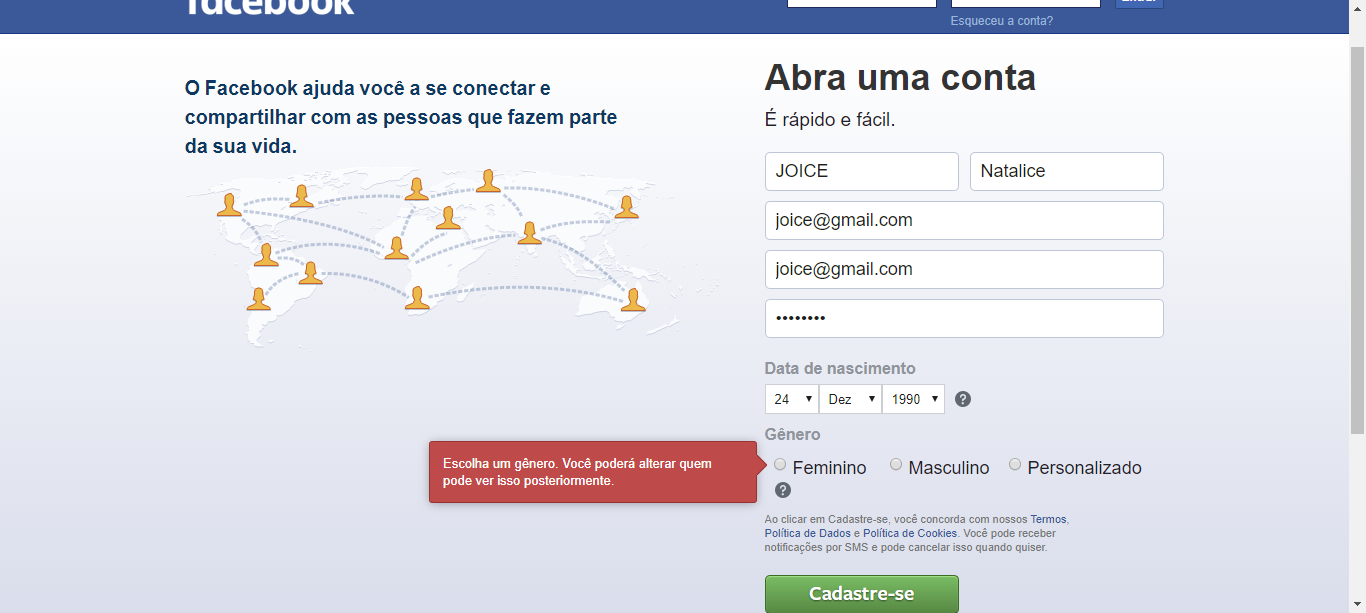 facebook
Entrar
Esqueceu a conta?
O Facebook ajuda você a se conectar e
compartilhar com as pessoas que fazem parte
da sua vida.
Abra uma conta
É rápido e fácil.
JOICE Natalice
joice@gmail.com
joice@gmail.com
••••••••
Data de nascimento
24 Dez 1990 ?
Gênero
Escolha um gênero. Você poderá alterar quem
pode ver isso posteriormente.
Feminino Masculino Personalizado
?
Ao clicar em Cadastre-se, você concorda com nossos Termos,
Política de Dados e Política de Cookies. Você pode receber
notificações por SMS e pode cancelar isso quando quiser.
Cadastre-se